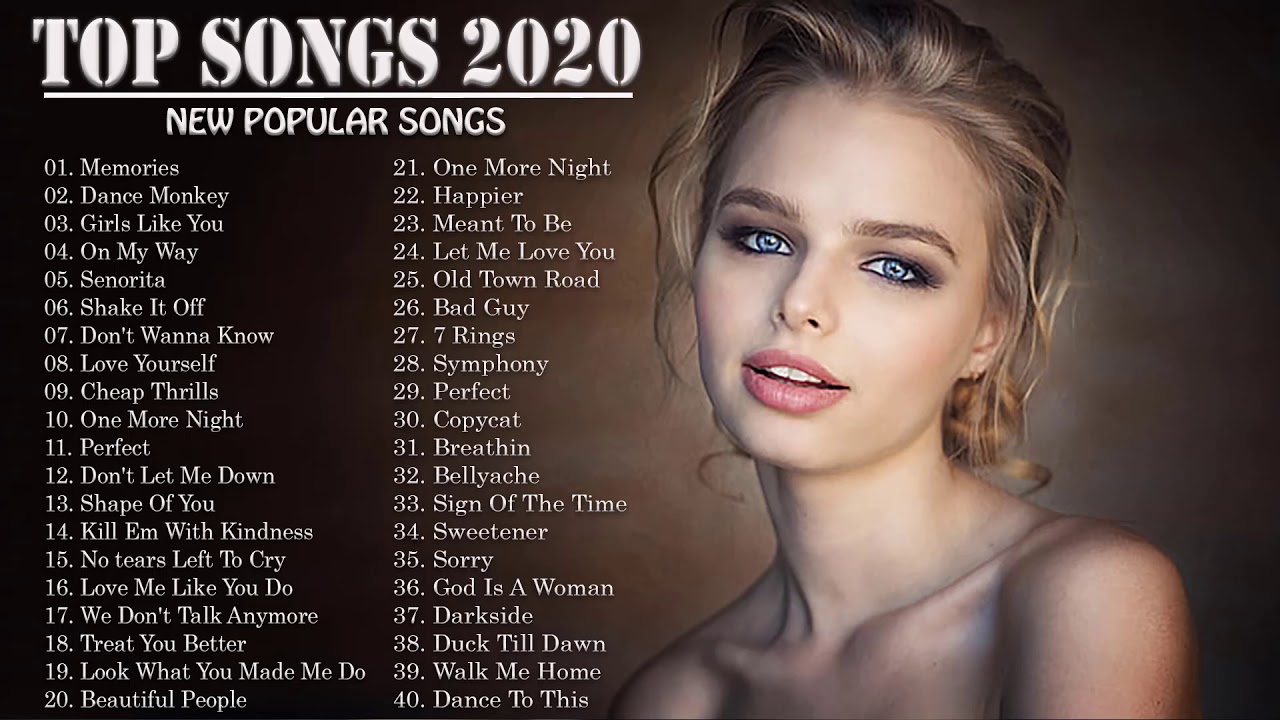 TOP SONGS 2020
NEW POPULAR SONGS
01. Memories
02. Dance Monkey
03. Girls Like You
04. On My Way
05. Senorita
06. Shake It Off
07. Don't Wanna Know
08. Love Yourself
09. Cheap Thrills
10. One More Night
11. Perfect
12. Don't Let Me Down
13. Shape Of You
14. Kill Em With Kindness
15. No tears Left To Cry
16. Love Me Like You Do
17. We Don't Talk Anymore
18. Treat You Better
19. Look What You Made Me Do
20. Beautiful People
21. One More Night
22. Happier
23. Meant To Be
24. Let Me Love You
25. Old Town Road
26. Bad Guy
27. 7 Rings
28. Symphony
29. Perfect
30. Copycat
31. Breathin
32. Bellyache
33. Sign Of The Time
34. Sweetener
35. Sorry
36. God Is A Woman
37. Darkside
38. Duck Till Dawn
39. Walk Me Home
40. Dance To This